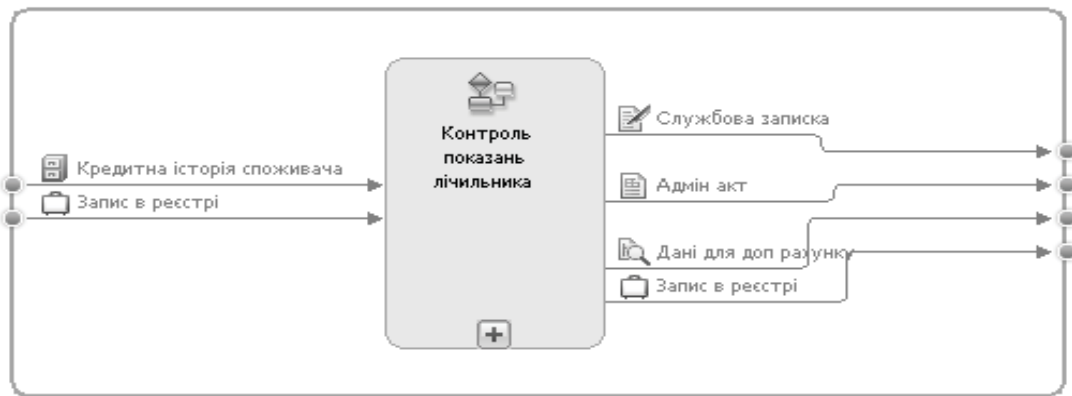 Кредитна історія споживача
Запис в реєстрі
Контроль
показань
лічильника
Службова записка
Адмін акт
Дані для доп рахунку
Запис в реєстрі